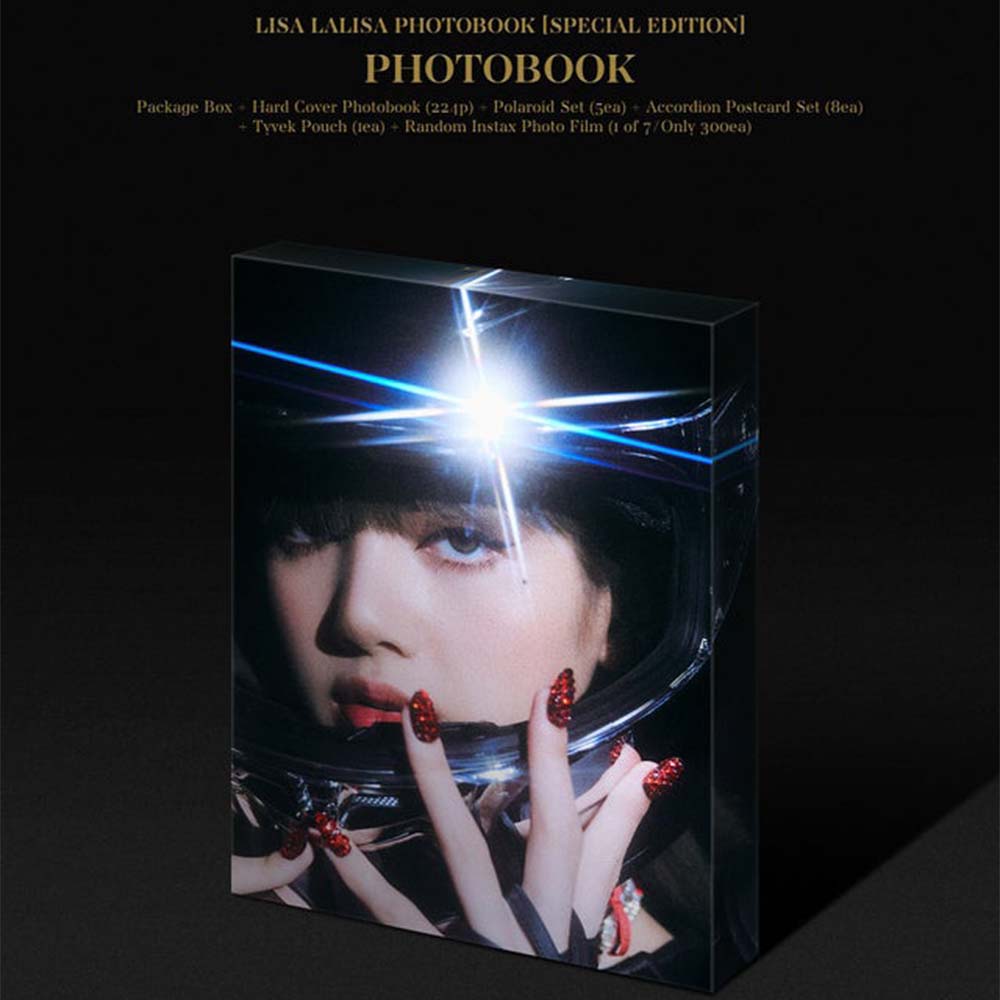 LISA LALISA PHOTOBOOK [SPECIAL EDITION]
PHOTOBOOK
Package Box + Hard Cover Photobook (224p) + Polaroid Set (5ea) + Accordion Postcard Set (8ea)
+ Tyvek Pouch (1ea) + Random Instax Photo Film (1 of 7/Only 300ea)